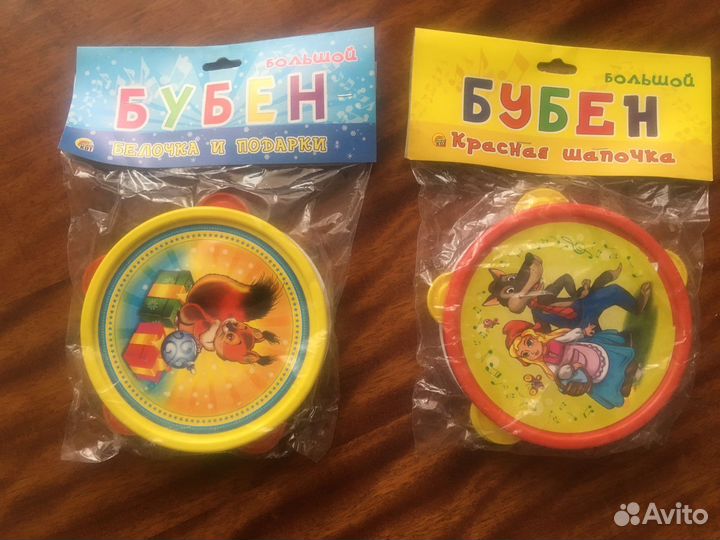 БОЛЬШОЙ
БУБЕН
БЕЛОЧКА И ПОДАРКИ
БОЛЬШОЙ
БУБЕН
КРАСНАЯ ШАПОЧКА
Avito